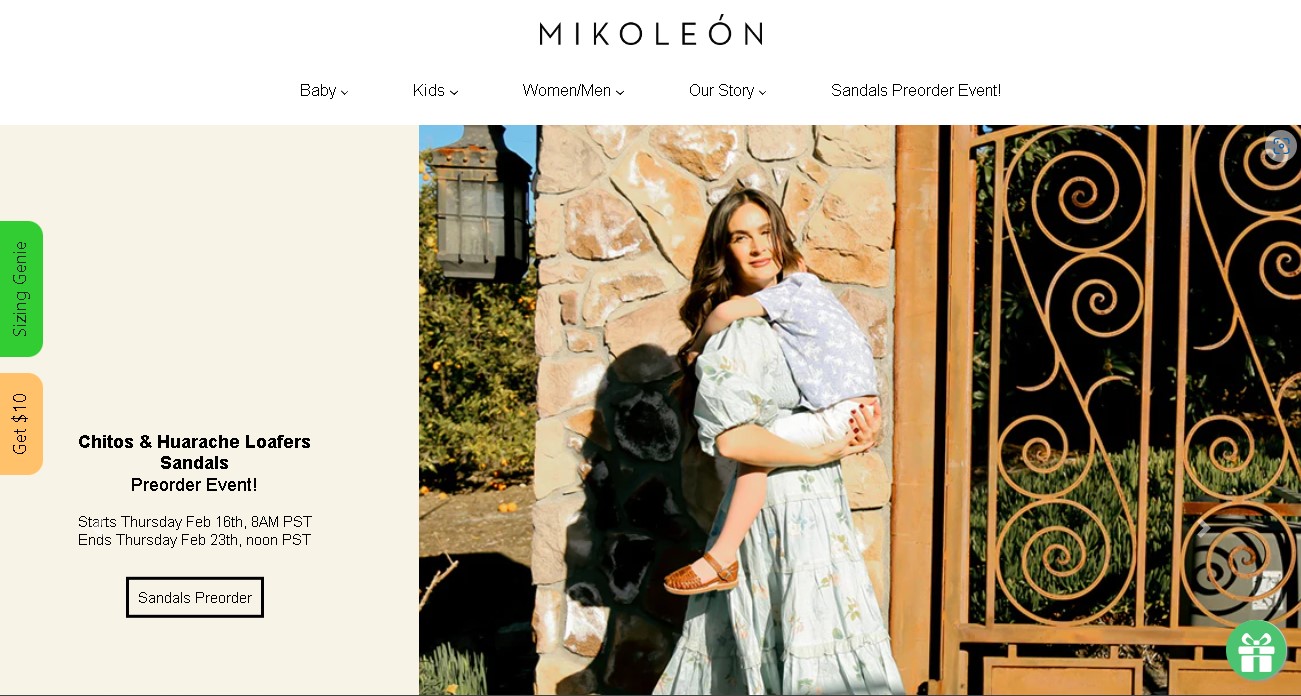 MIKOLEÓN
Baby
Kids
Women/Men
Our Story
Sandals Preorder Event!
Sizing Genie
Get $10
Chitos & Huarache Loafers
Sandals
Preorder Event!
Starts Thursday Feb 16th, 8AM PST
Ends Thursday Feb 23th, noon PST
Sandals Preorder